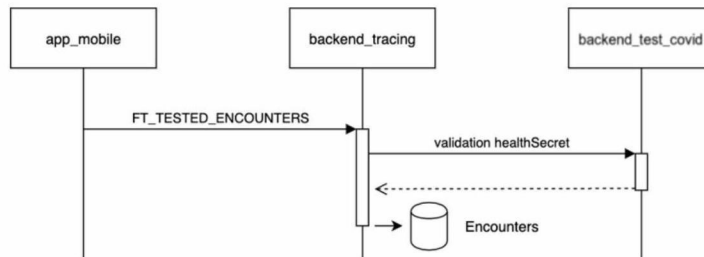 app_mobile
backend_tracing
backend_test_covid
FT_TESTED_ENCOUNTERS
validation healthSecret
Encounters